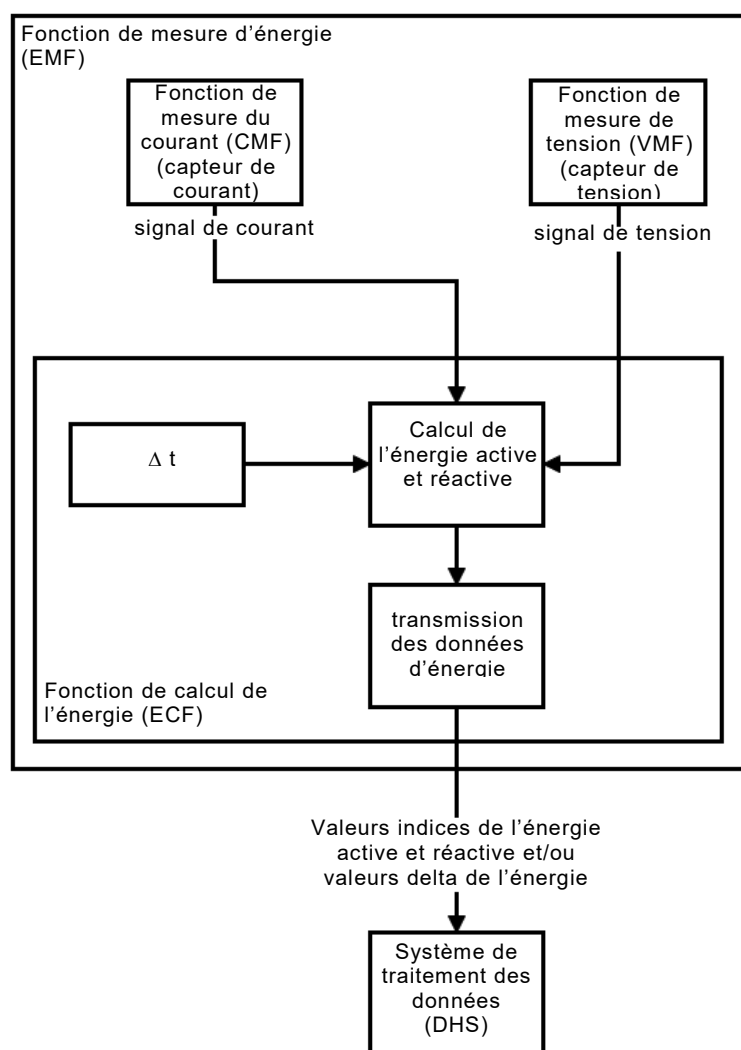 Fonction de mesure d'énergie
(EMF)
Fonction de
mesure du
courant (CMF)
(capteur de
courant)
Fonction de
mesure de
tension (VMF)
(capteur de
tension)
signal de courant
signal de tension
Δ t
Calcul de
l'énergie active
et réactive
transmission
des données
d'énergie
Fonction de calcul de
l'énergie (ECF)
Valeurs indices de l'énergie
active et réactive et/ou
valeurs delta de l'énergie
Système de
traitement des
données
(DHS)